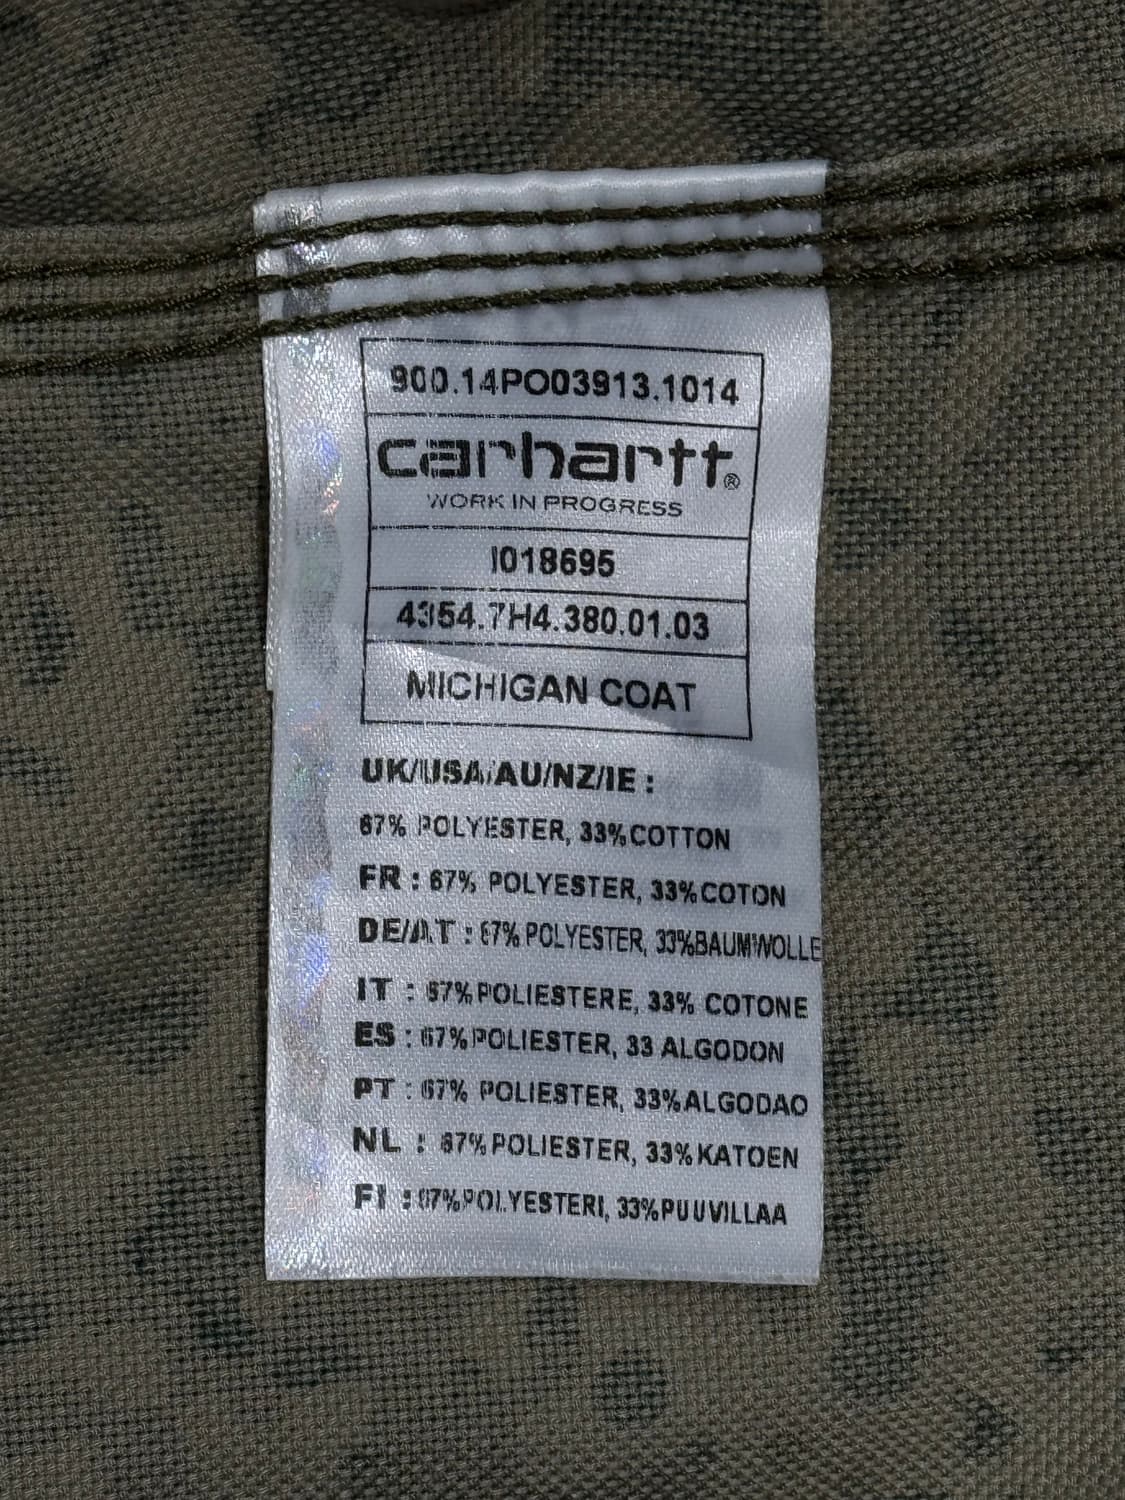 900.14PO03913.1014
carhartt®
WORK IN PROGRESS
I018695
4354.7H4.380.01.03
MICHIGAN COAT
UK/USA/AU/NZ/IE :
67% POLYESTER, 33%COTTON
FR : 67% POLYESTER, 33%COTON
DE/AT : 67% POLYESTER, 33%BAUMWOLLE
IT : 67%POLIESTERE, 33% COTONE
ES : 67%POLIESTER, 33 ALGODON
PT : 67% POLIESTER, 33%ALGODAO
NL : 67%POLIESTER, 33%KATOEN
FI : 67%POLYESTERI, 33%PUUVILLAA